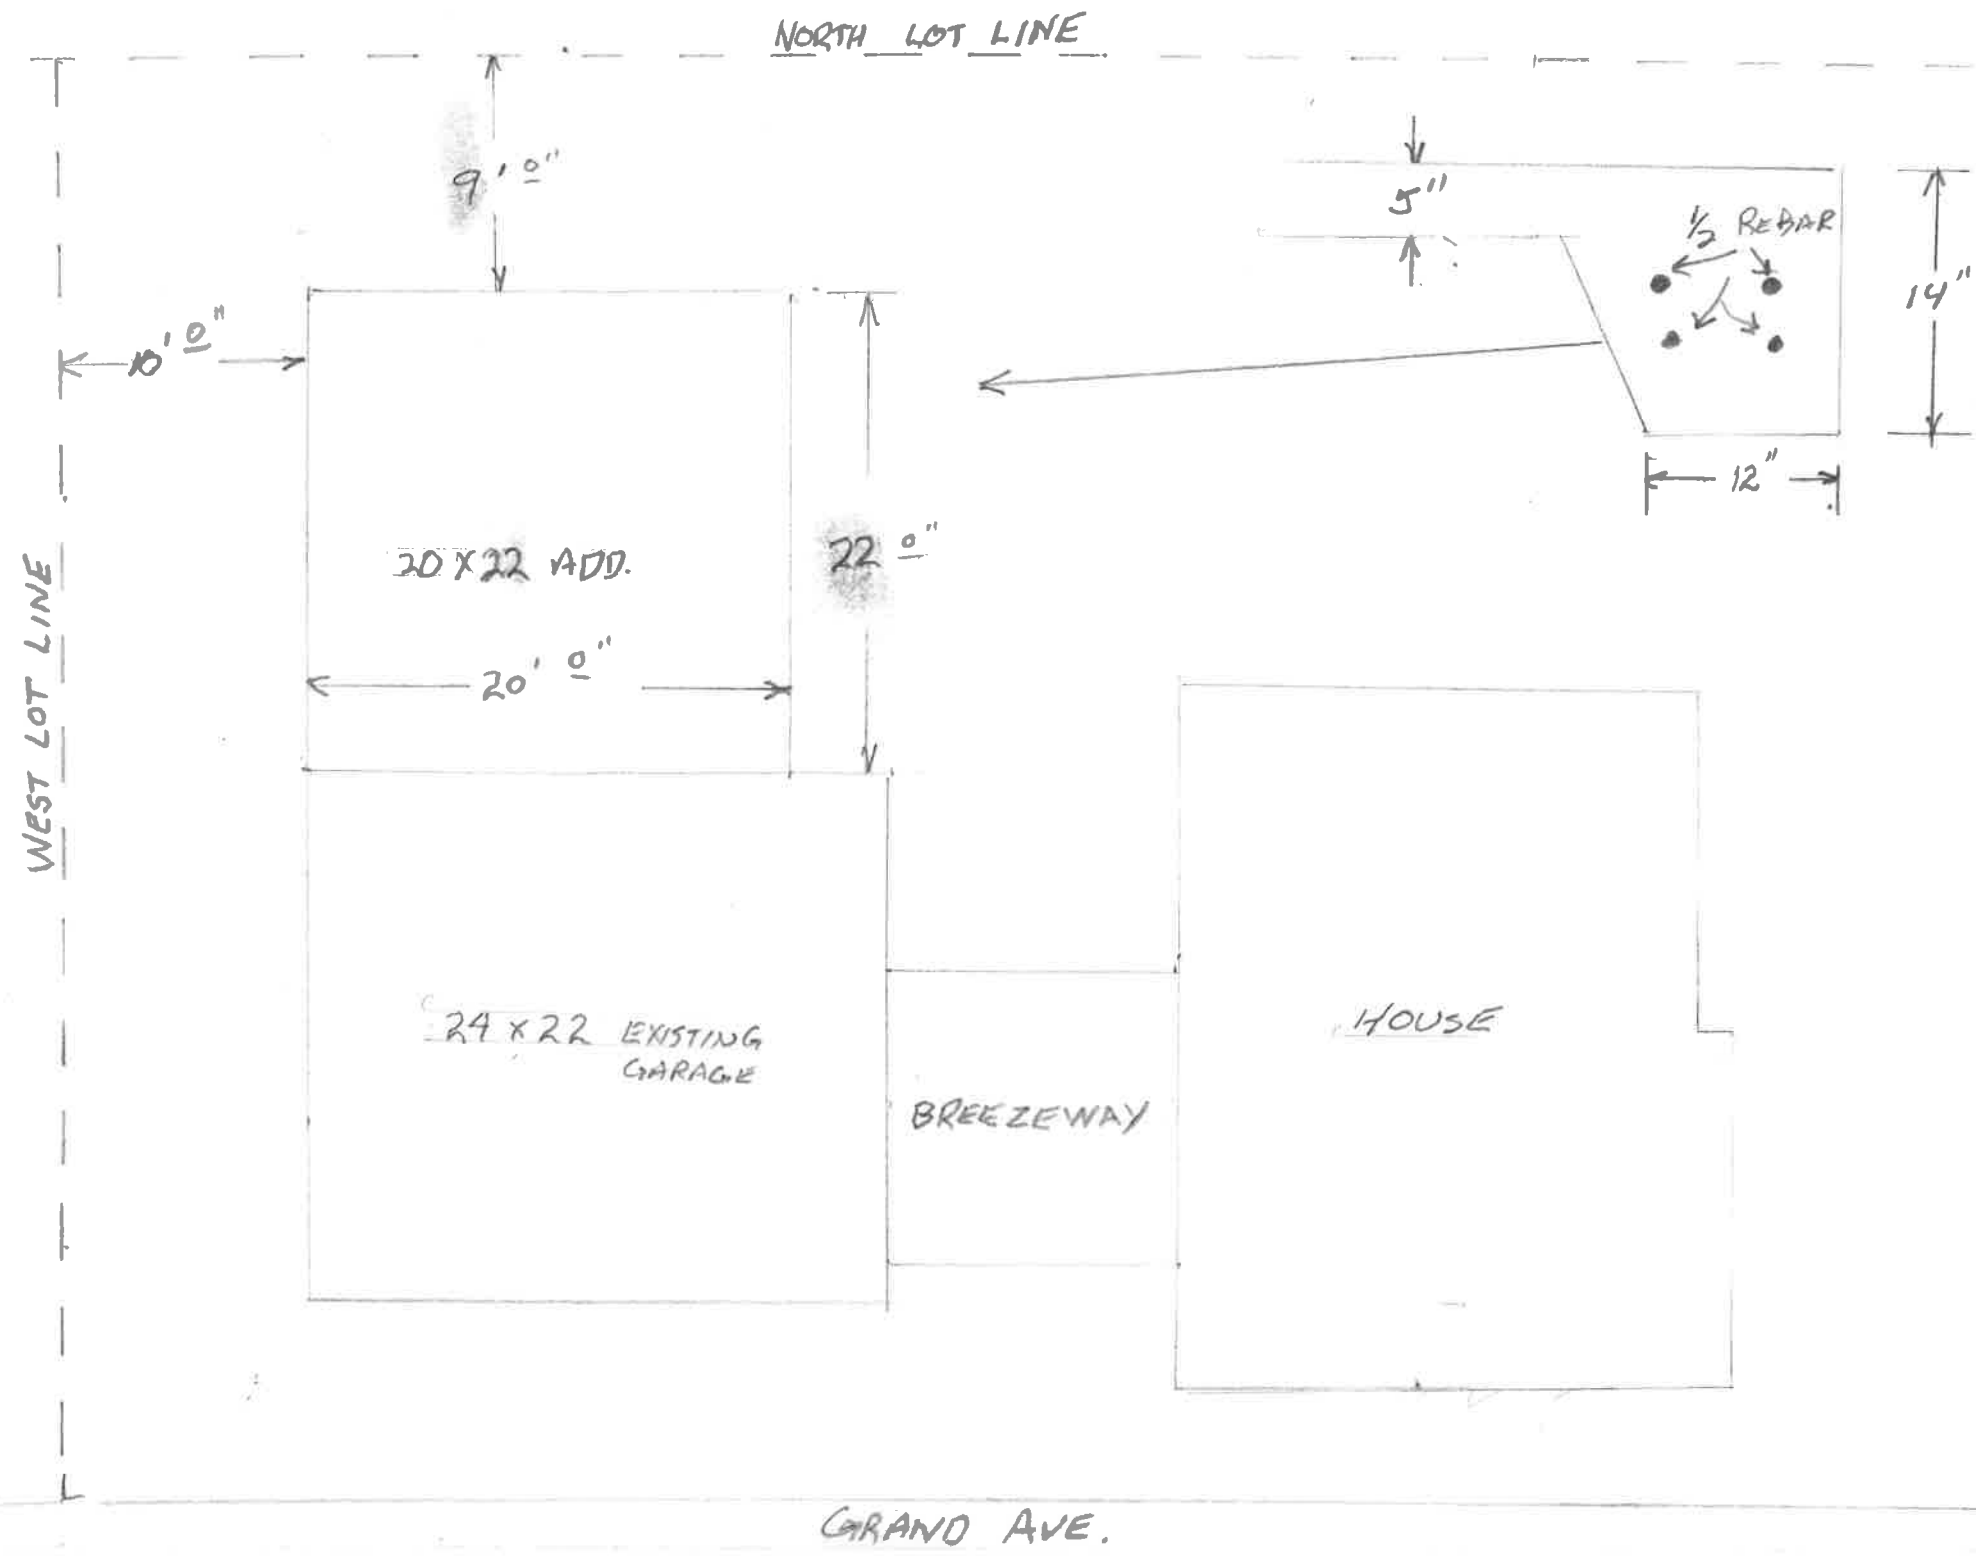 NORTH LOT LINE
9' 0"
5"
1/2 REBAR
14"
10' 0"
12"
20 X 22 ADD.
22 0"
WEST LOT LINE
20' 0"
24 X 22 EXISTING
GARAGE
HOUSE
BREEZEWAY
GRAND AVE.